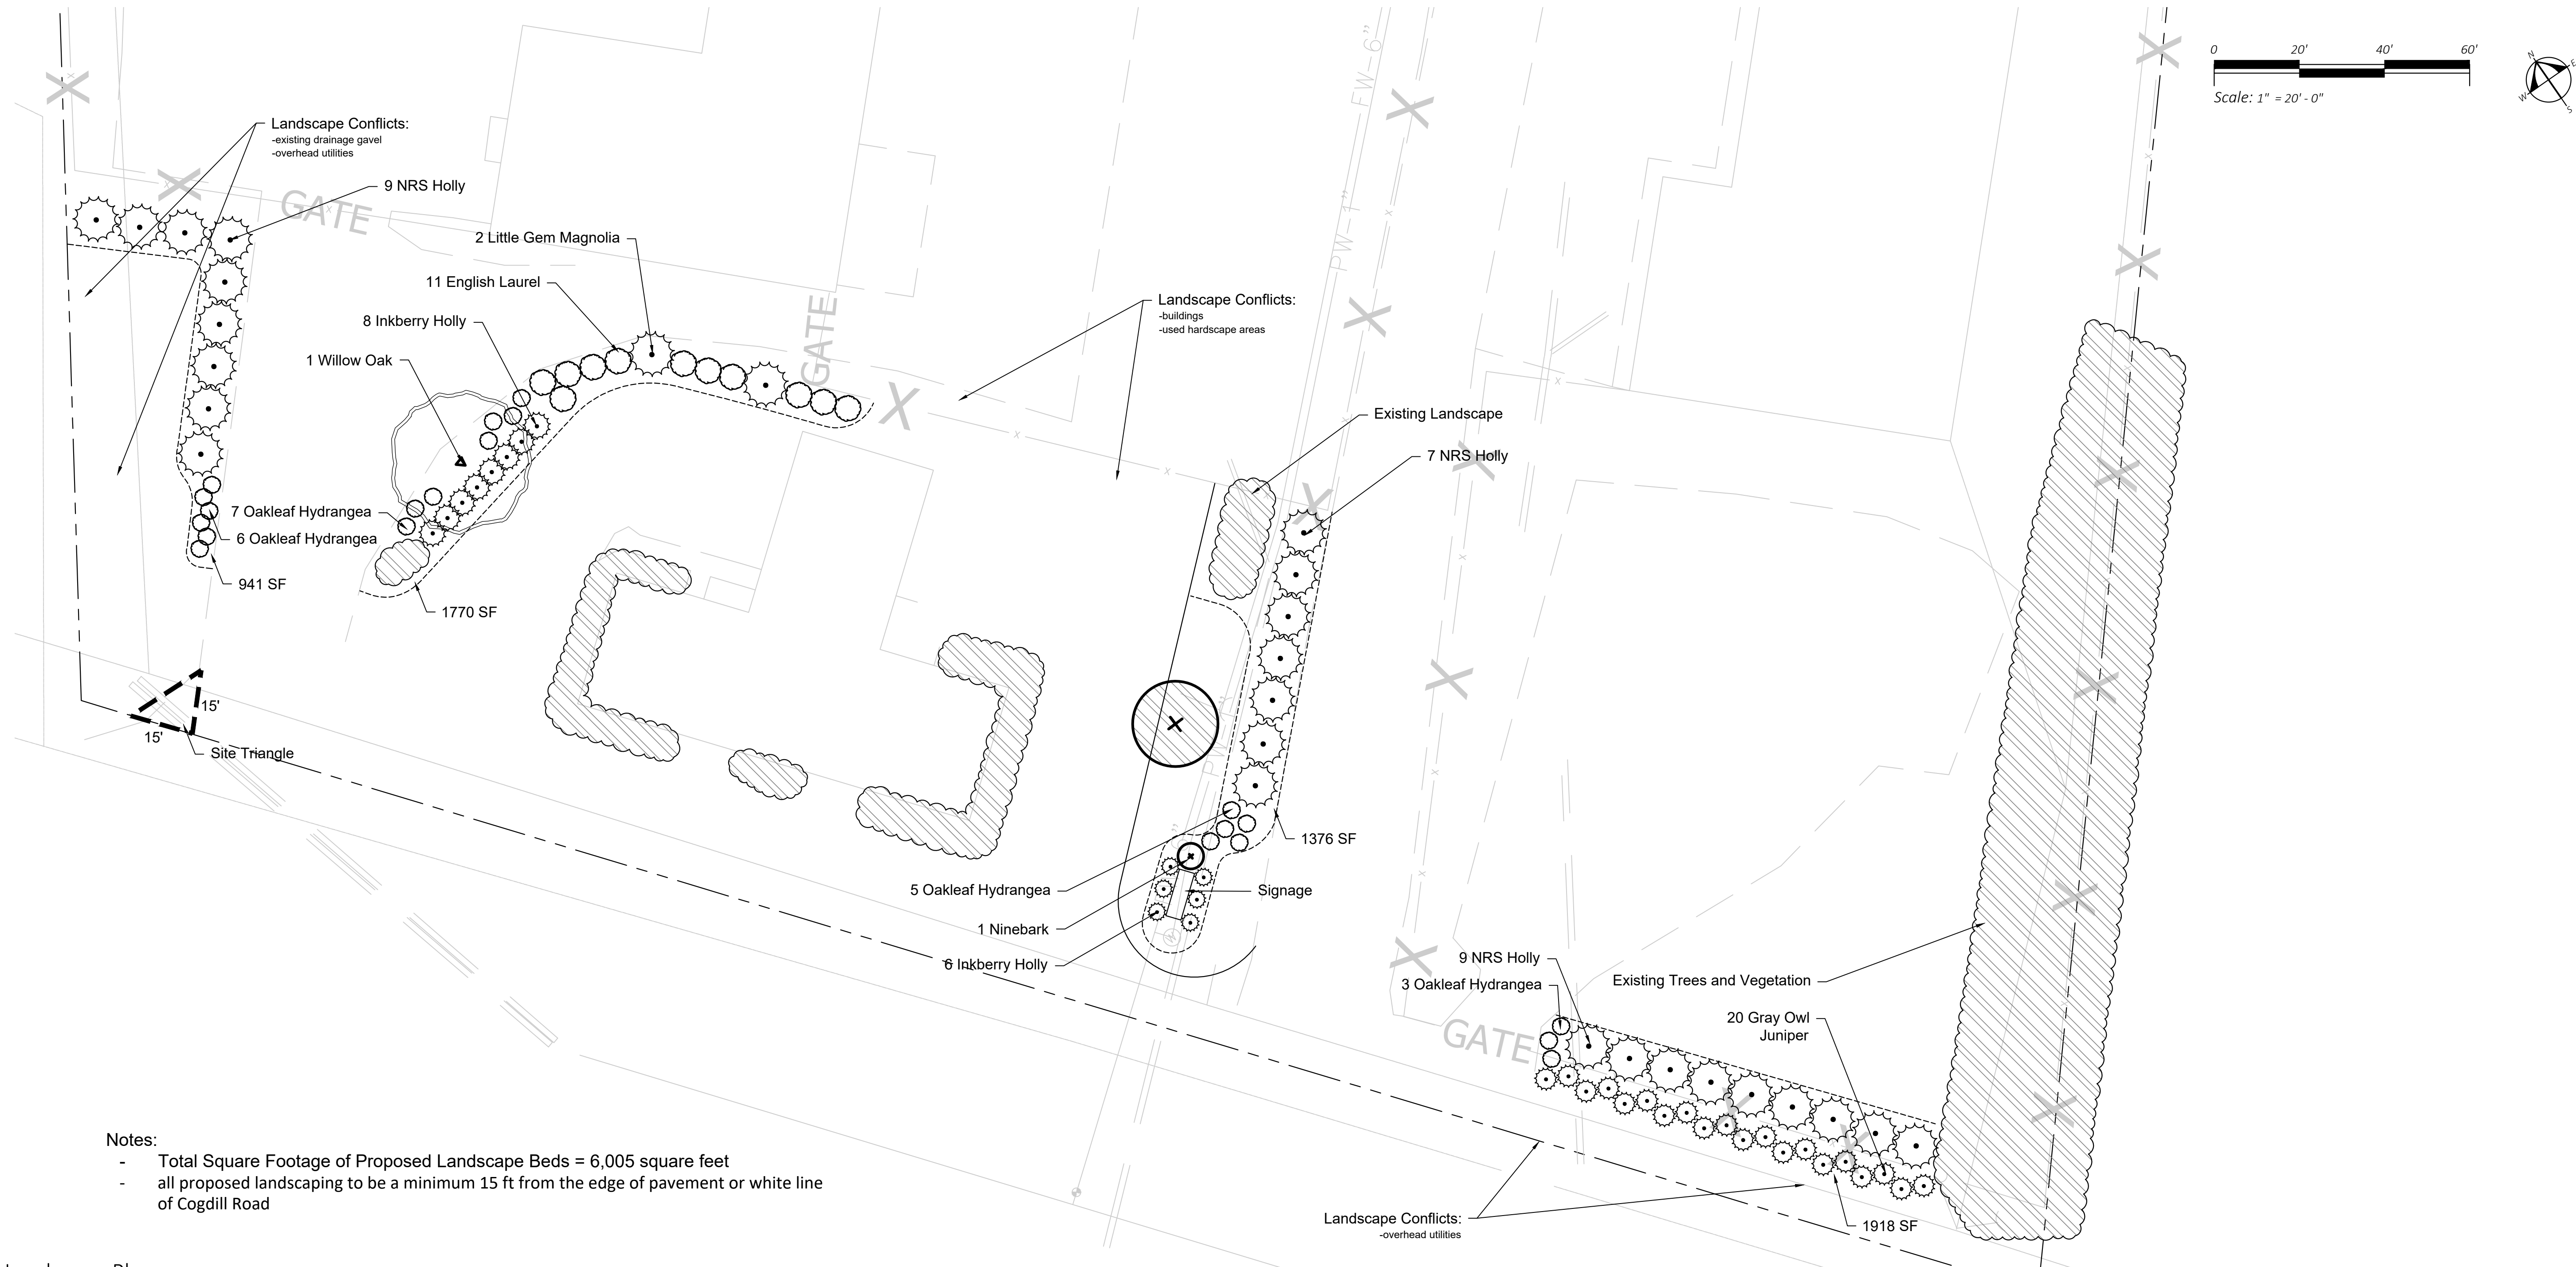 0 20' 40' 60'
Scale: 1" = 20' - 0"
N
E
W
S
Landscape Conflicts:
-existing drainage gavel
-overhead utilities
9 NRS Holly
GATE
2 Little Gem Magnolia
11 English Laurel
8 Inkberry Holly
1 Willow Oak
GATE
Landscape Conflicts:
-buildings
-used hardscape areas
FW-6"
PW-1"
Existing Landscape
7 NRS Holly
7 Oakleaf Hydrangea
6 Oakleaf Hydrangea
941 SF
1770 SF
15'
15'
Site Triangle
1376 SF
5 Oakleaf Hydrangea
Signage
1 Ninebark
6 Inkberry Holly
9 NRS Holly
3 Oakleaf Hydrangea
Existing Trees and Vegetation
20 Gray Owl
Juniper
GATE
Landscape Conflicts:
-overhead utilities
1918 SF
Notes:
- Total Square Footage of Proposed Landscape Beds = 6,005 square feet
- all proposed landscaping to be a minimum 15 ft from the edge of pavement or white line
of Cogdill Road